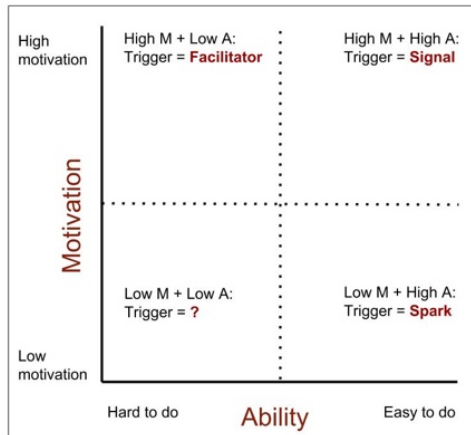 High
motivation
High M + Low A:
Trigger = Facilitator
High M + High A:
Trigger = Signal
Motivation
Low M + Low A:
Trigger = ?
Low M + High A:
Trigger = Spark
Low
motivation
Hard to do
Ability
Easy to do